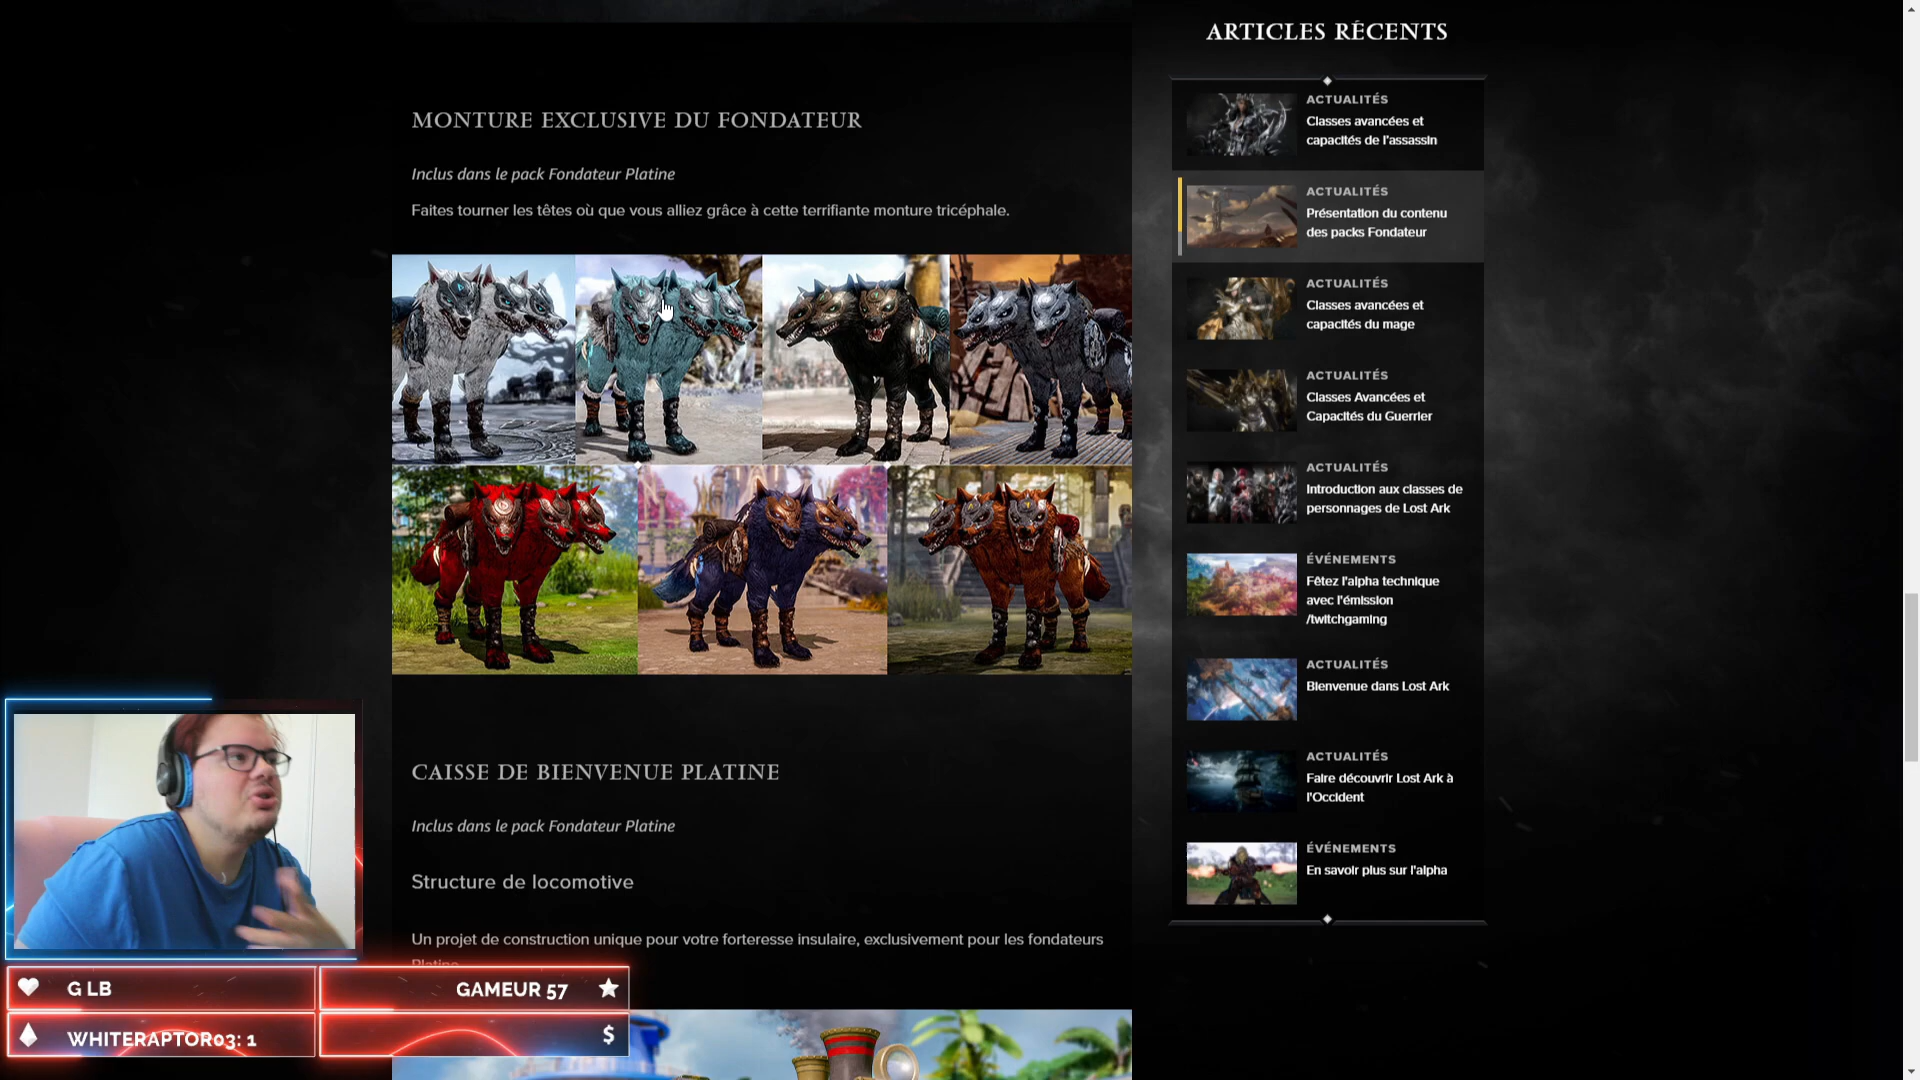 MONTURE EXCLUSIVE DU FONDATEUR
Inclus dans le pack Fondateur Platine
Faites tourner les têtes où que vous alliez grâce à cette terrifiante monture tricéphale.
CAISSE DE BIENVENUE PLATINE
Inclus dans le pack Fondateur Platine
Structure de locomotive
Un projet de construction unique pour votre forteresse insulaire, exclusivement pour les fondateurs
Platine
ARTICLES RÉCENTS
ACTUALITÉS
Classes avancées et
capacités de l'assassin
ACTUALITÉS
Présentation du contenu
des packs Fondateur
ACTUALITÉS
Classes avancées et
capacités du mage
ACTUALITÉS
Classes Avancées et
Capacités du Guerrier
ACTUALITÉS
Introduction aux classes de
personnages de Lost Ark
ÉVÉNEMENTS
Fêtez l'alpha technique
avec l'émission
/twitchgaming
ACTUALITÉS
Bienvenue dans Lost Ark
ACTUALITÉS
Faire découvrir Lost Ark à
l'Occident
ÉVÉNEMENTS
En savoir plus sur l'alpha
G LB
GAMEUR 57
WHITERAPTOR03: 1
$